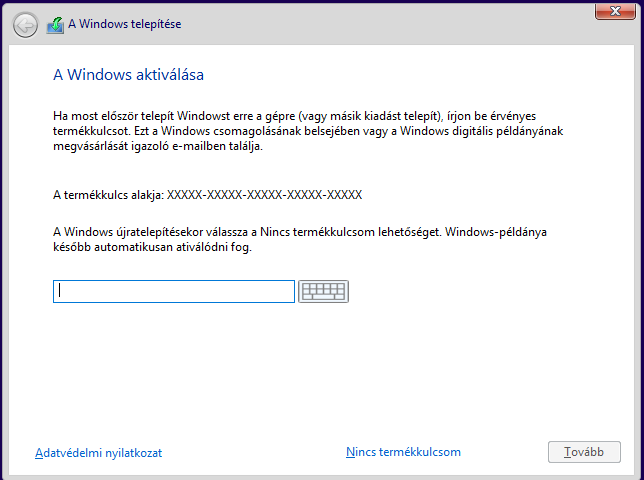 A Windows telepítése
A Windows aktiválása
Ha most először telepít Windowst erre a gépre (vagy másik kiadást telepít), írjon be érvényes
termékkulcsot. Ezt a Windows csomagolásának belsejében vagy a Windows digitális példányának
megvásárlását igazoló e-mailben találja.
A termékkulcs alakja: XXXXX-XXXXX-XXXXX-XXXXX-XXXXX
A Windows újratelepítésekor válassza a Nincs termékkulcsom lehetőséget. Windows-példánya
később automatikusan ativálódni fog.
Adatvédelmi nyilatkozat
Nincs termékkulcsom
Tovább